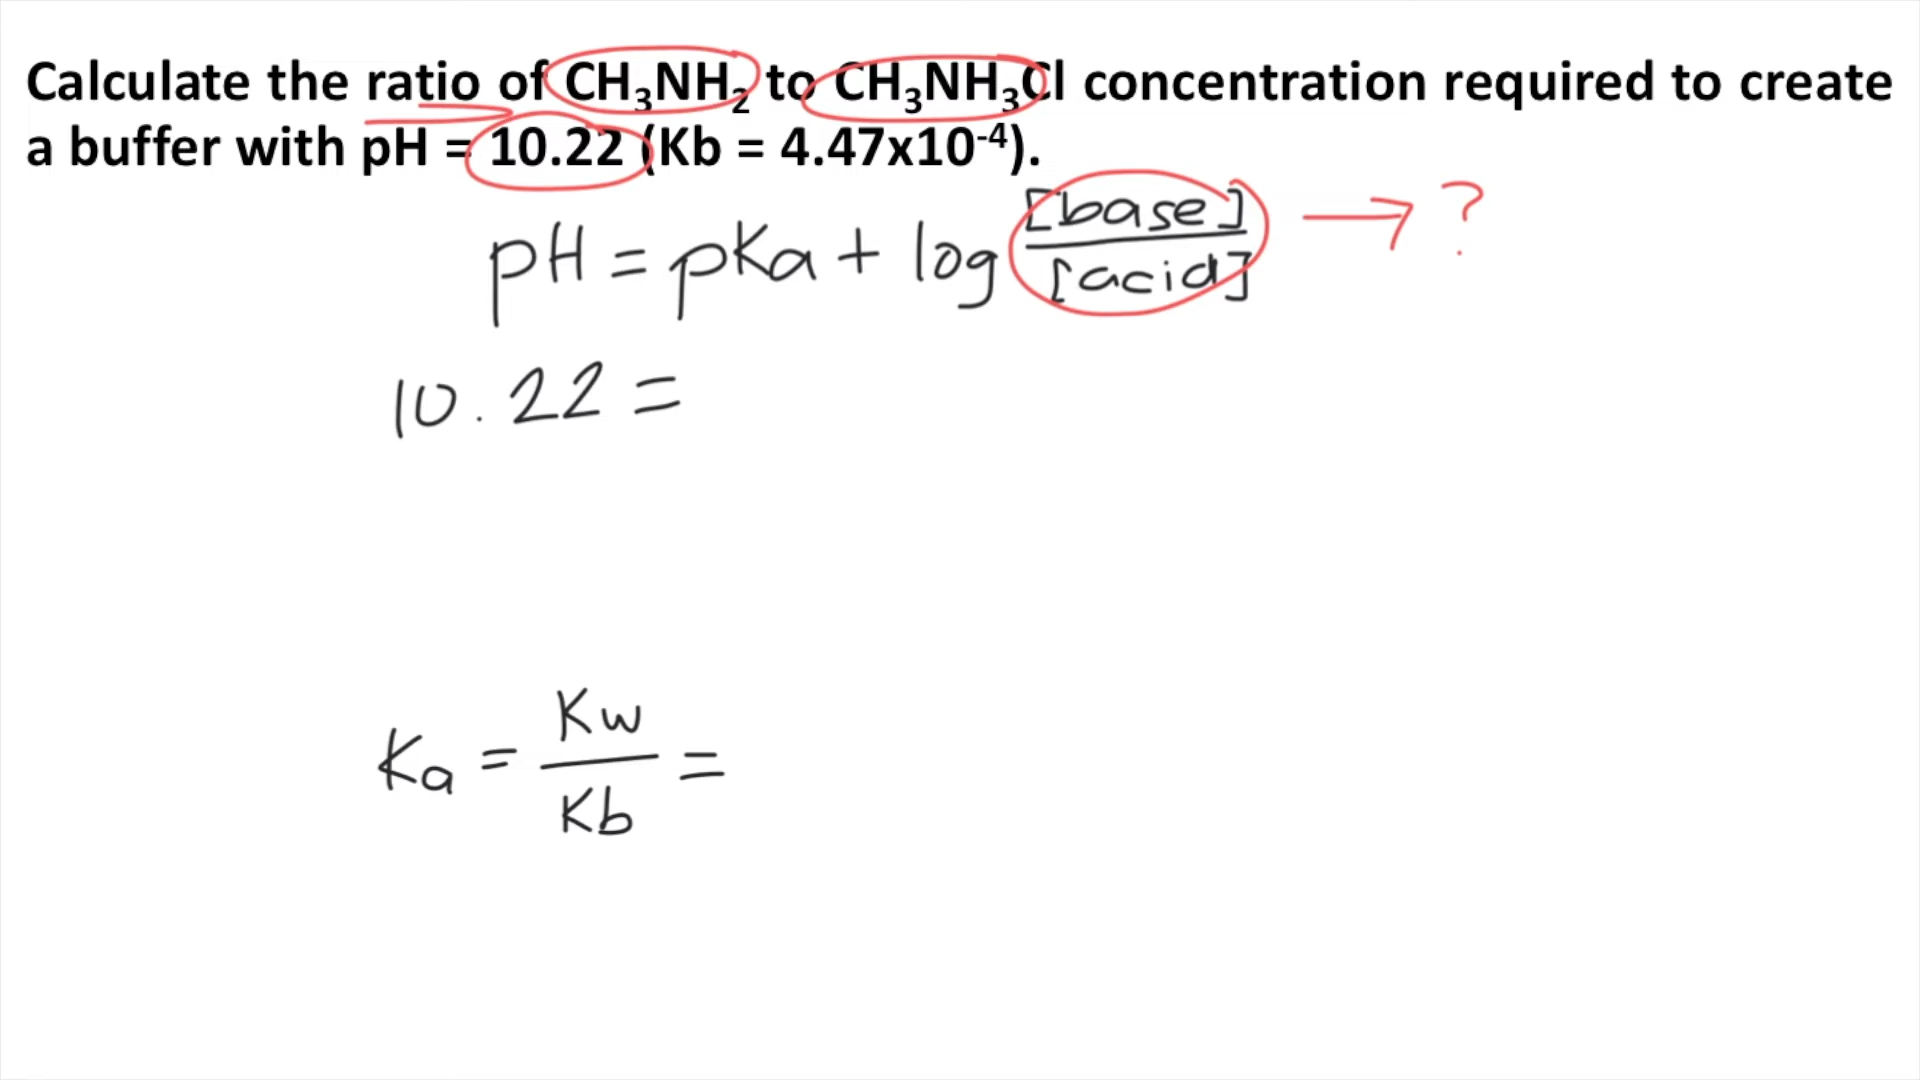 Calculate the ratio of CH₃NH₂ to CH₃NH₃Cl concentration required to create
a buffer with pH = 10.22 (Kb = 4.47x10⁻⁴).
pH = pKa + log [base]/[acid] → ?
10.22 =
Ka = Kw/Kb =